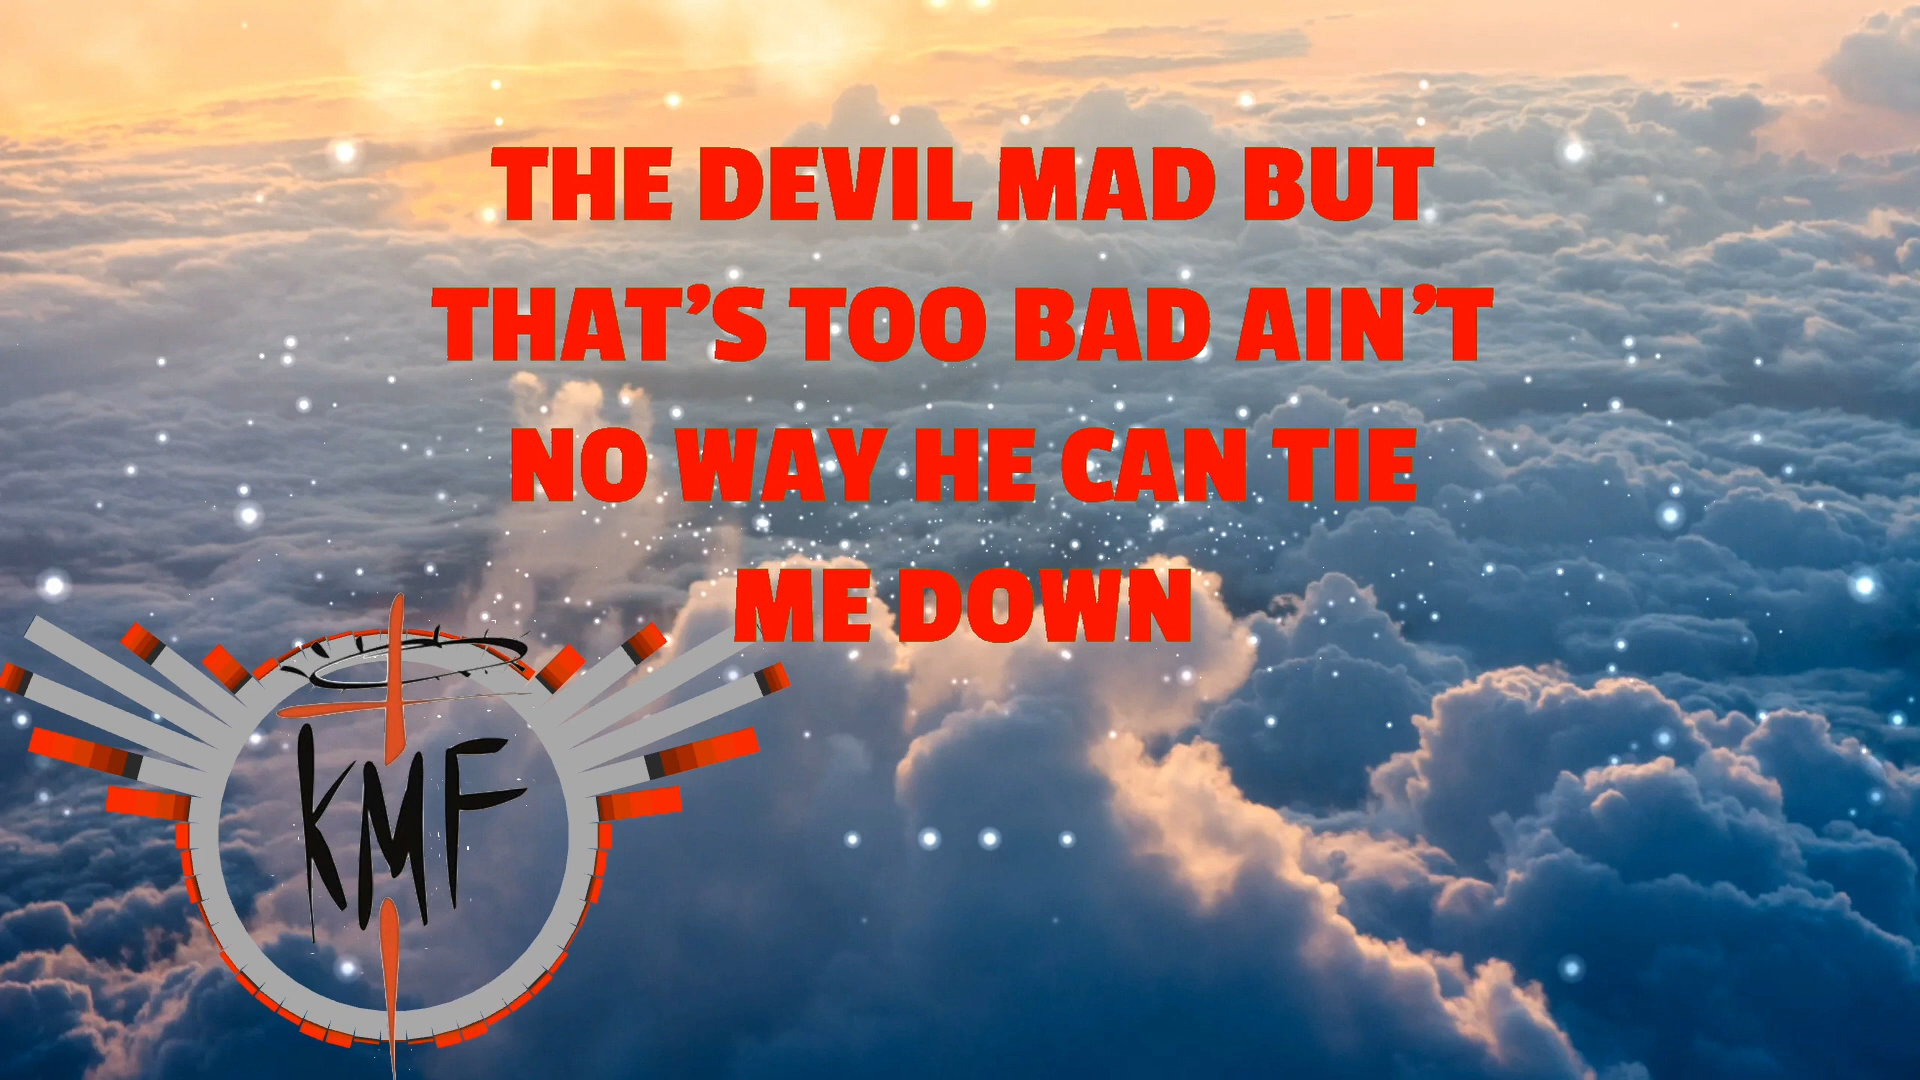 THE DEVIL MAD BUT
THAT'S TOO BAD AIN'T
NO WAY HE CAN TIE
ME DOWN
KMF